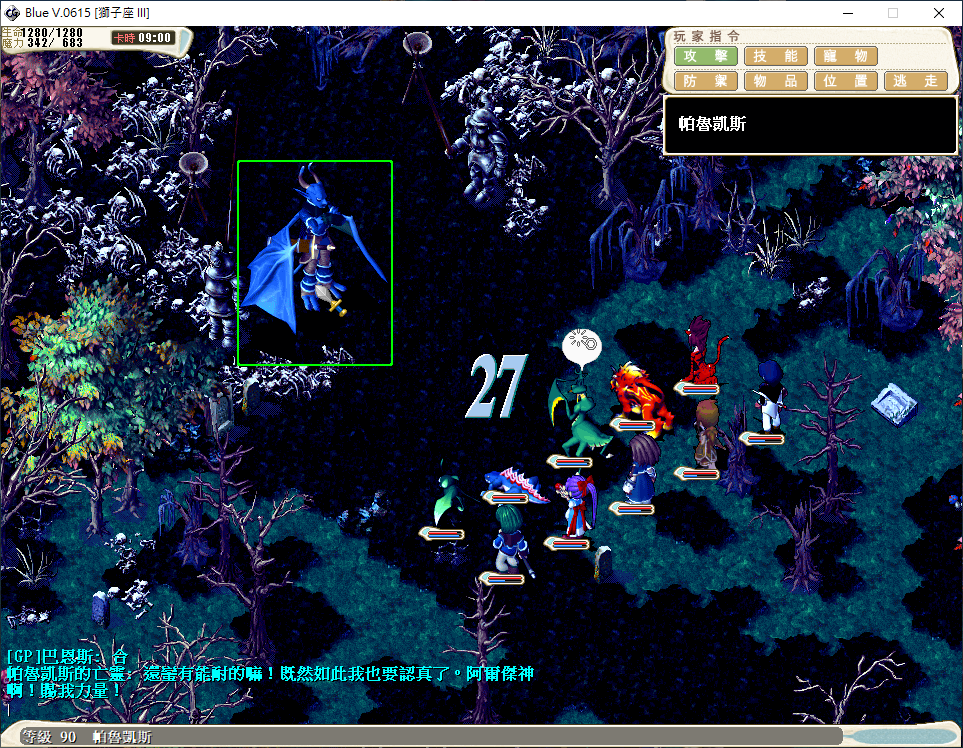 Blue V.0615 [獅子座 III]
生命1280/1280
魔力 342/ 683
卡時 09:00
玩家指令
攻擊 技能 寵物
防禦 物品 位置 逃走
帕魯凱斯
27
[GP]巴恩斯: 合
帕魯凱斯的亡靈: 還蠻有能耐的嘛！既然如此我也要認真了。阿爾傑神
啊！賜我力量！
等級 90 帕魯凱斯